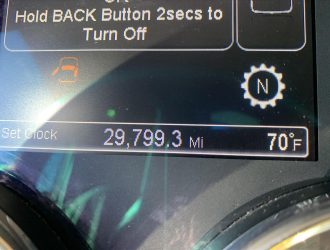 Hold BACK Button 2secs to
Turn Off
N
Set Clock
29,799.3 Mi
70°F